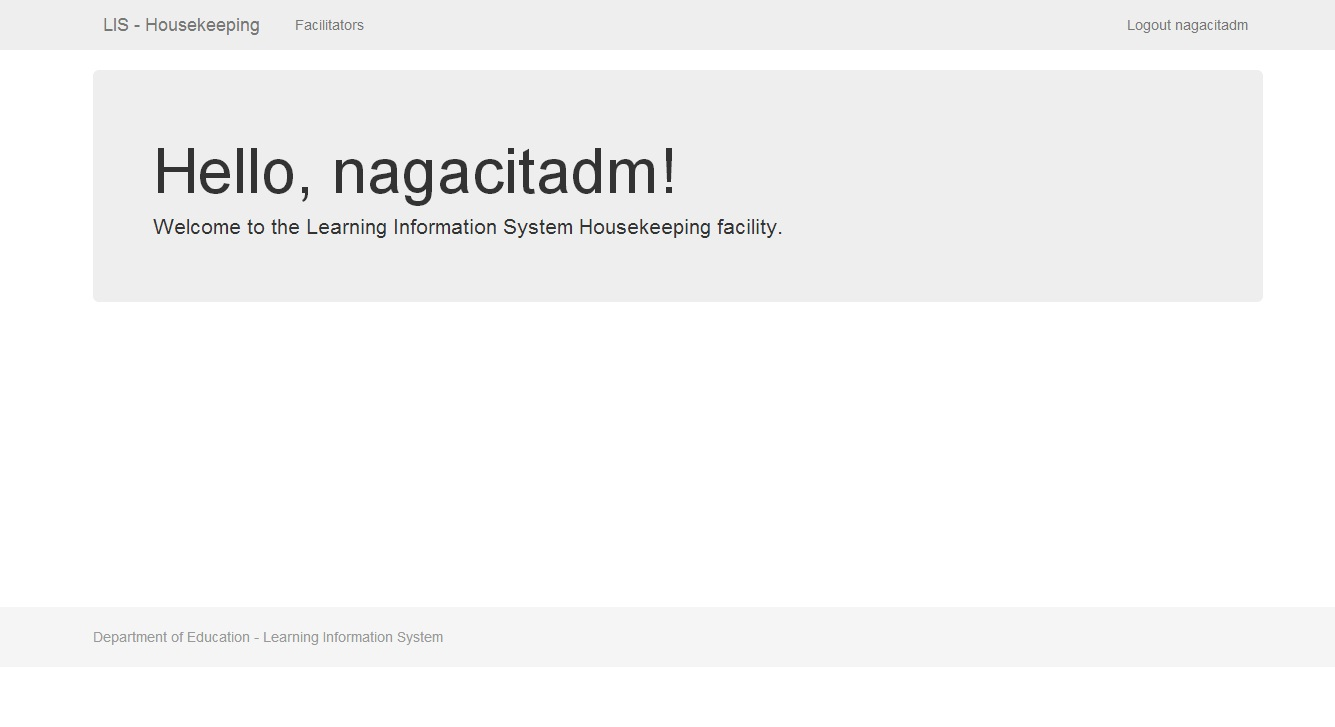 LIS - Housekeeping
Facilitators
Logout nagacitadm
Hello, nagacitadm!
Welcome to the Learning Information System Housekeeping facility.
Department of Education - Learning Information System